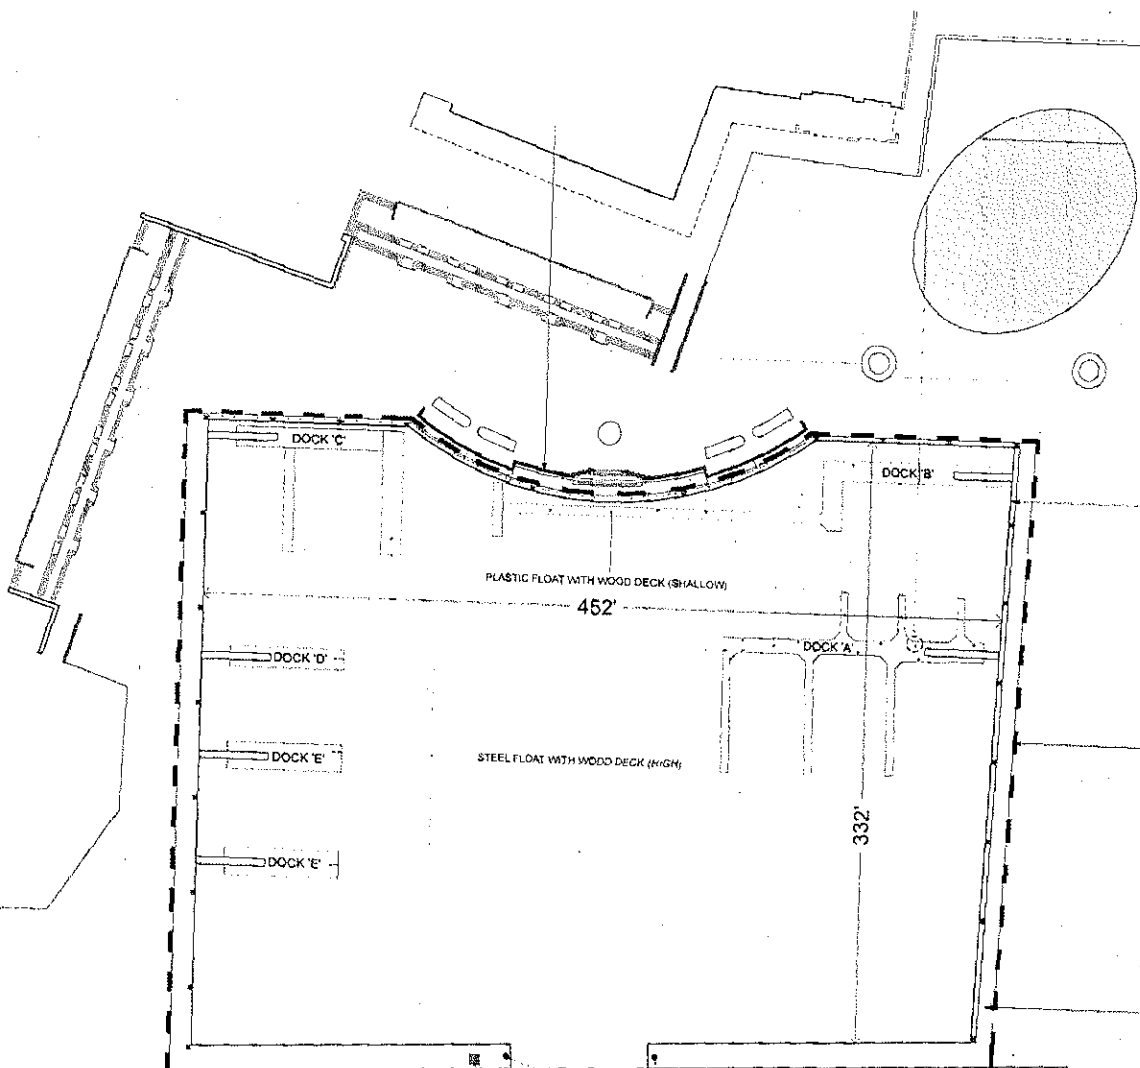 DOCK 'C'
DOCK 'B'
PLASTIC FLOAT WITH WOOD DECK (SHALLOW)
452'
DOCK 'A'
DOCK 'D'
DOCK 'E'
STEEL FLOAT WITH WOOD DECK (HIGH)
332'
DOCK 'E'